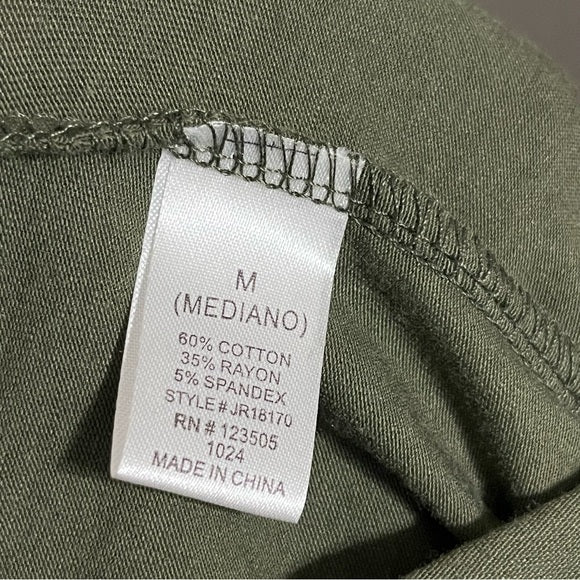 M
(MEDIANO)
60% COTTON
35% RAYON
5% SPANDEX
STYLE# JR18170
RN # 123505
1024
MADE IN CHINA